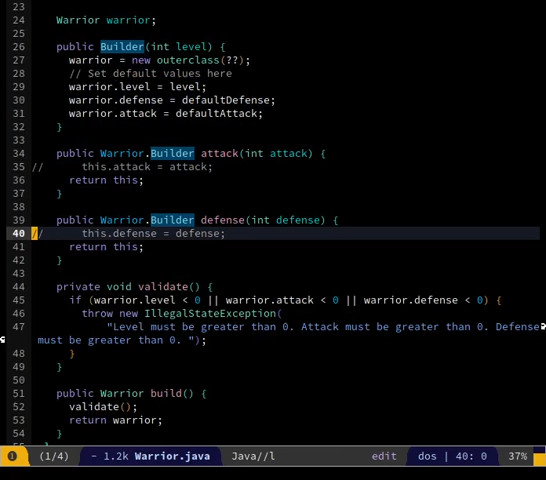 23
24 Warrior warrior;
25
26 public Builder(int level) {
27 warrior = new outerclass(??);
28 // Set default values here
29 warrior.level = level;
30 warrior.defense = defaultDefense;
31 warrior.attack = defaultAttack;
32 }
33
34 public Warrior.Builder attack(int attack) {
35 // this.attack = attack;
36 return this;
37 }
38
39 public Warrior.Builder defense(int defense) {
40 // this.defense = defense;
41 return this;
42 }
43
44 private void validate() {
45 if (warrior.level < 0 || warrior.attack < 0 || warrior.defense < 0) {
46 throw new IllegalStateException(
47 "Level must be greater than 0. Attack must be greater than 0. Defense
must be greater than 0. ");
48 }
49 }
50
51 public Warrior build() {
52 validate();
53 return warrior;
54 }
(1/4) - 1.2k Warrior.java Java//l edit dos | 40: 0 37%